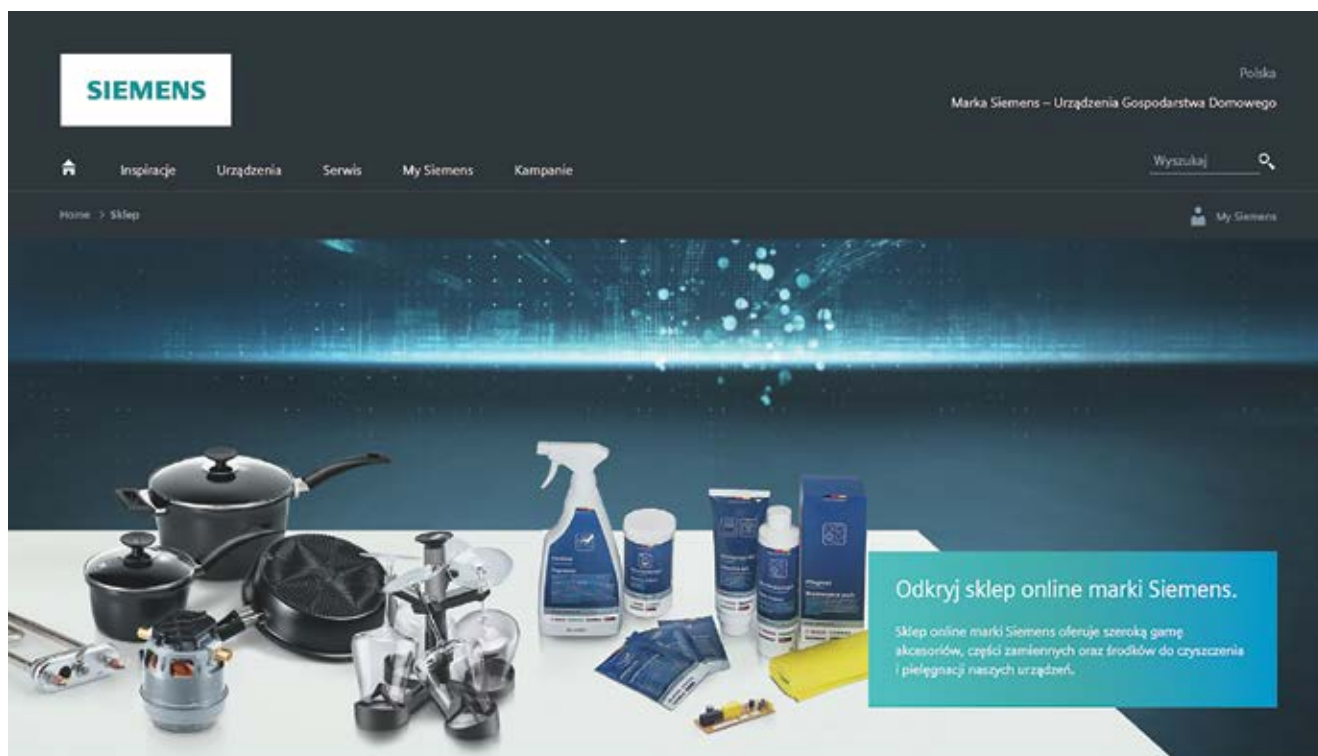 SIEMENS
Polska
Marka Siemens – Urządzenia Gospodarstwa Domowego
Inspiracje Urządzenia Serwis My Siemens Kampanie
Wyszukaj
Home > Sklep
My Siemens
Odkryj sklep online marki Siemens.
Sklep online marki Siemens oferuje szeroką gamę
akcesoriów, części zamiennych oraz środków do czyszczenia
i pielęgnacji naszych urządzeń.